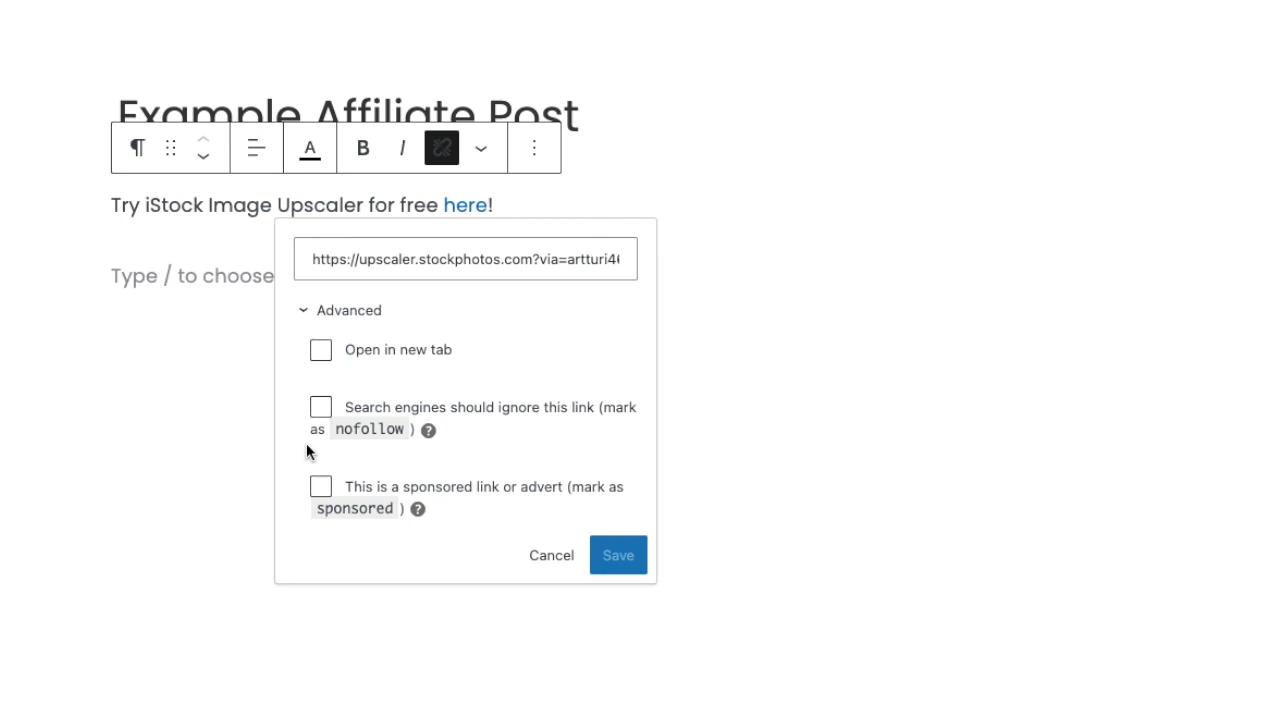 Example Affiliate Post
¶ A B I
Try iStock Image Upscaler for free here!
https://upscaler.stockphotos.com?via=artturi4
Type / to choose
Advanced
Open in new tab
Search engines should ignore this link (mark
as nofollow ) ?
This is a sponsored link or advert (mark as
sponsored ) ?
Cancel Save